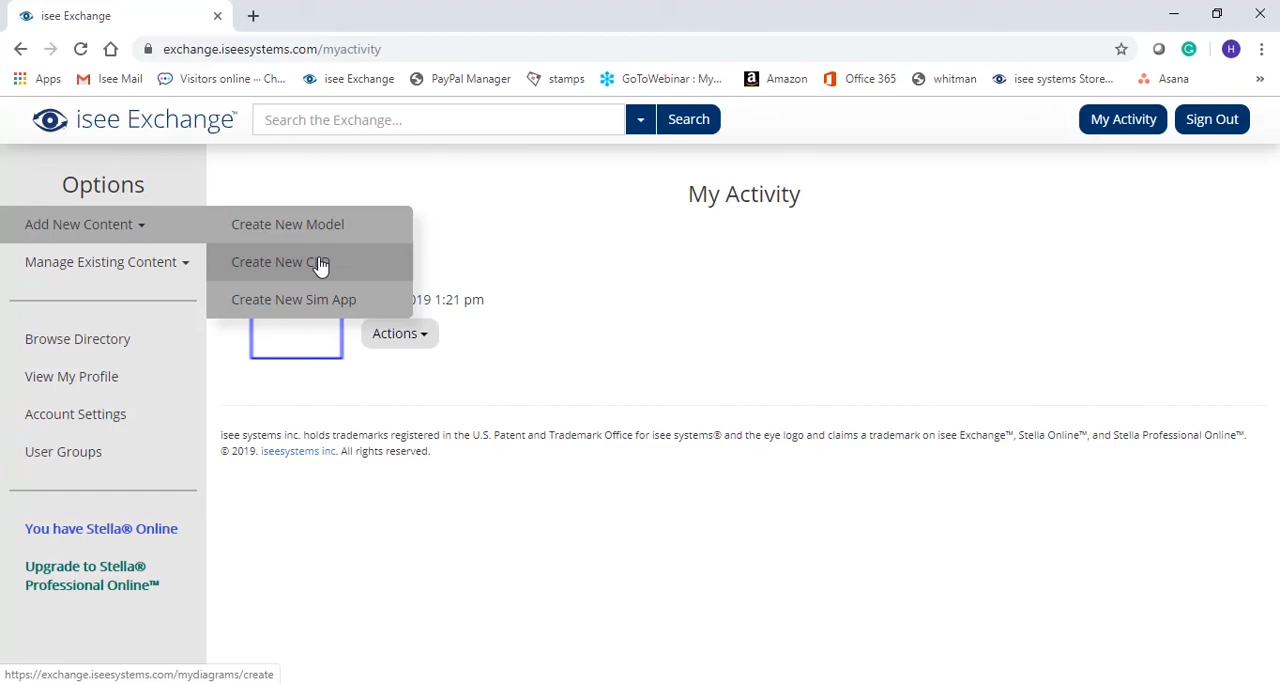 isee Exchange
exchange.iseesystems.com/myactivity
H
Apps Isee Mail Visitors online -- Ch... isee Exchange PayPal Manager stamps GoToWebinar : My... Amazon Office 365 whitman isee systems Store... Asana »
isee Exchange™ Search the Exchange... Search My Activity Sign Out
Options
My Activity
Add New Content Create New Model
Manage Existing Content Create New
Create New Sim App 019 1:21 pm
Actions
Browse Directory
View My Profile
Account Settings
User Groups
isee systems inc. holds trademarks registered in the U.S. Patent and Trademark Office for isee systems® and the eye logo and claims a trademark on isee Exchange™, Stella Online™, and Stella Professional Online™.
© 2019. iseesystems inc. All rights reserved.
You have Stella® Online
Upgrade to Stella®
Professional Online™
https://exchange.iseesystems.com/mydiagrams/create